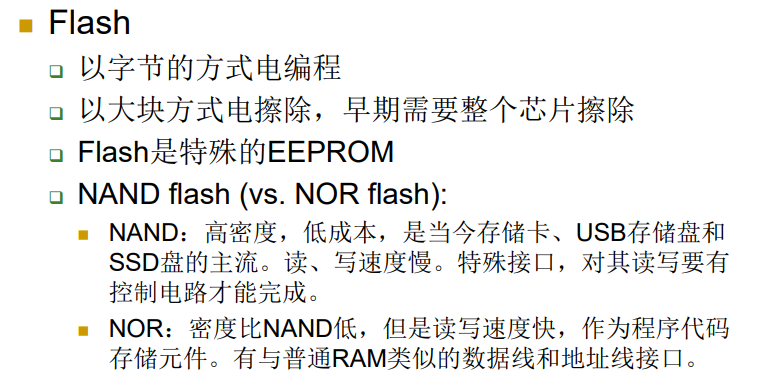 Flash
以字节的方式电编程
以大块方式电擦除，早期需要整个芯片擦除
Flash是特殊的EEPROM
NAND flash (vs. NOR flash):
NAND：高密度，低成本，是当今存储卡、USB存储盘和
SSD盘的主流。读、写速度慢。特殊接口，对其读写要有
控制电路才能完成。
NOR：密度比NAND低，但是读写速度快，作为程序代码
存储元件。有与普通RAM类似的数据线和地址线接口。